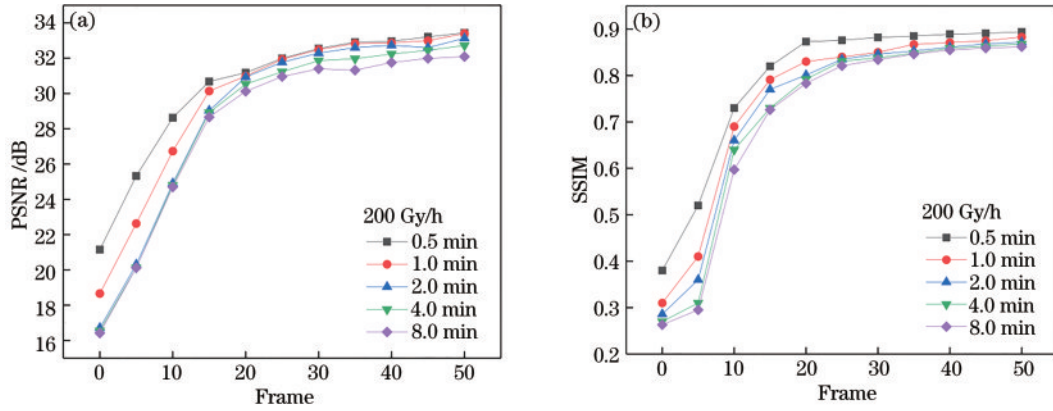 (a)
34
32
30
28
26
24
22
20
18
16
PSNR /dB
0 10 20 30 40 50
Frame
200 Gy/h
0.5 min
1.0 min
2.0 min
4.0 min
8.0 min
(b)
0.9
0.8
0.7
0.6
0.5
0.4
0.3
0.2
SSIM
0 10 20 30 40 50
Frame
200 Gy/h
0.5 min
1.0 min
2.0 min
4.0 min
8.0 min